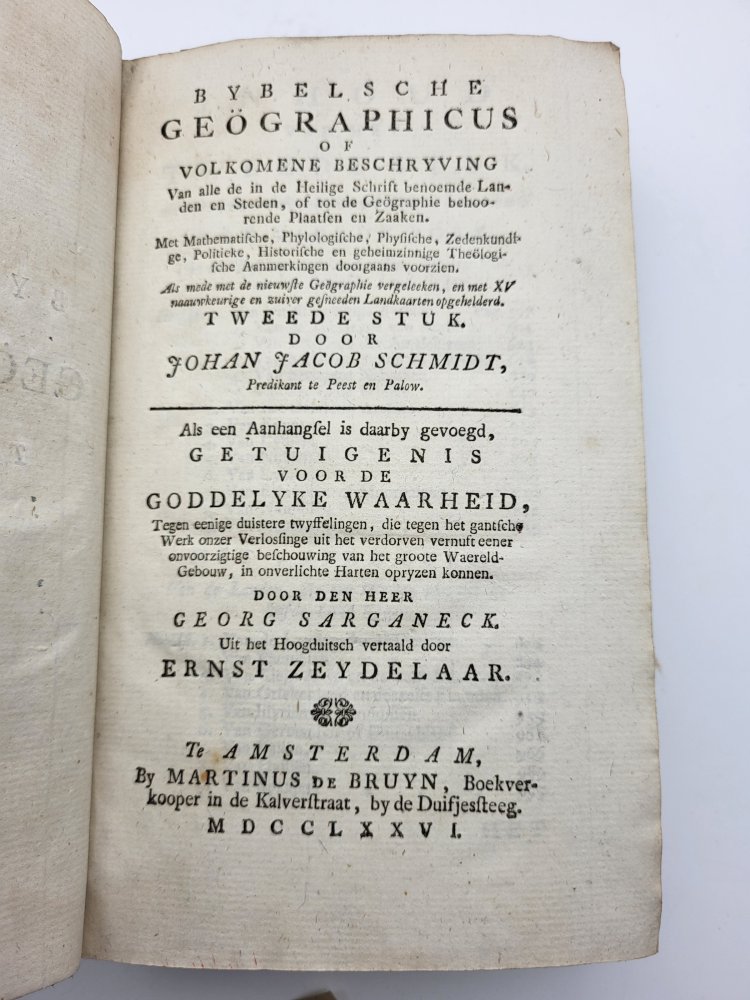 BYBELSCHE
GEÖGRAPHICUS
OF
VOLKOMENE BESCHRYVING
Van alle de in de Heilige Schrift benoemde Lan-
den en Steden, of tot de Geögraphie behoo-
rende Plaatſen en Zaaken.
Met Mathematiſche, Phylologiſche, Phyſiſche, Zedenkundi-
ge, Politieke, Hiſtoriſche en geheimzinnige Theölogi-
ſche Aanmerkingen doorgaans voorzien.
Als mede met de nieuwſte Geögraphie vergeleeken, en met XV
naauwkeurige en zuiver geſneeden Landkaarten opgehelderd.
TWEEDE STUK.
DOOR
JOHAN JACOB SCHMIDT,
Predikant te Peest en Palow.
Als een Aanhangſel is daarby gevoegd,
GETUIGENIS
VOOR DE
GODDELYKE WAARHEID,
Tegen eenige duistere twyffelingen, die tegen het gantſche
Werk onzer Verlosſinge uit het verdorven vernuft eener
onvoorzigtige beſchouwing van het groote Waereld-
Gebouw, in onverlichte Harten opryzen konnen.
DOOR DEN HEER
GEORG SARGANECK.
Uit het Hoogduitsch vertaald door
ERNST ZEYDELAAR.
Te AMSTERDAM,
By MARTINUS DE BRUYN, Boekver-
kooper in de Kalverſtraat, by de Duifjesſteeg.
MDCCLXXVI.